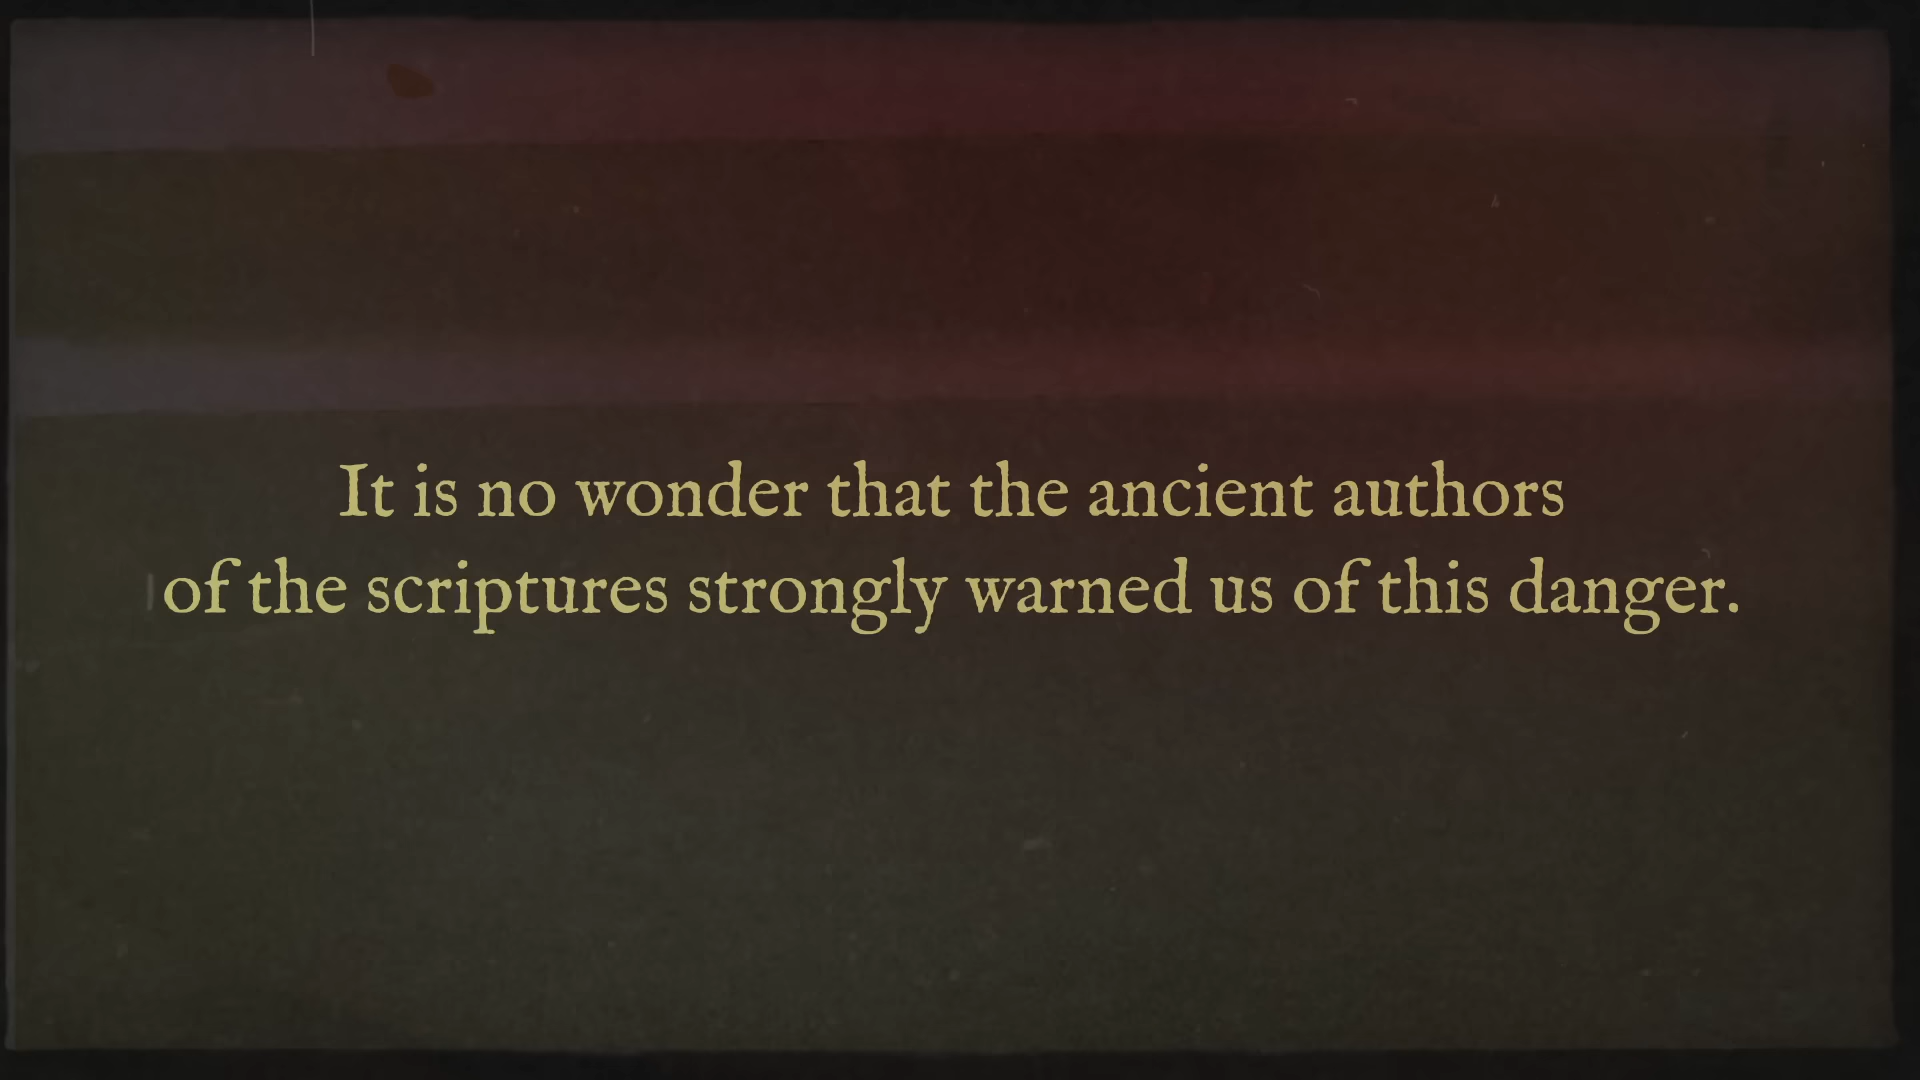 It is no wonder that the ancient authors
of the scriptures strongly warned us of this danger.